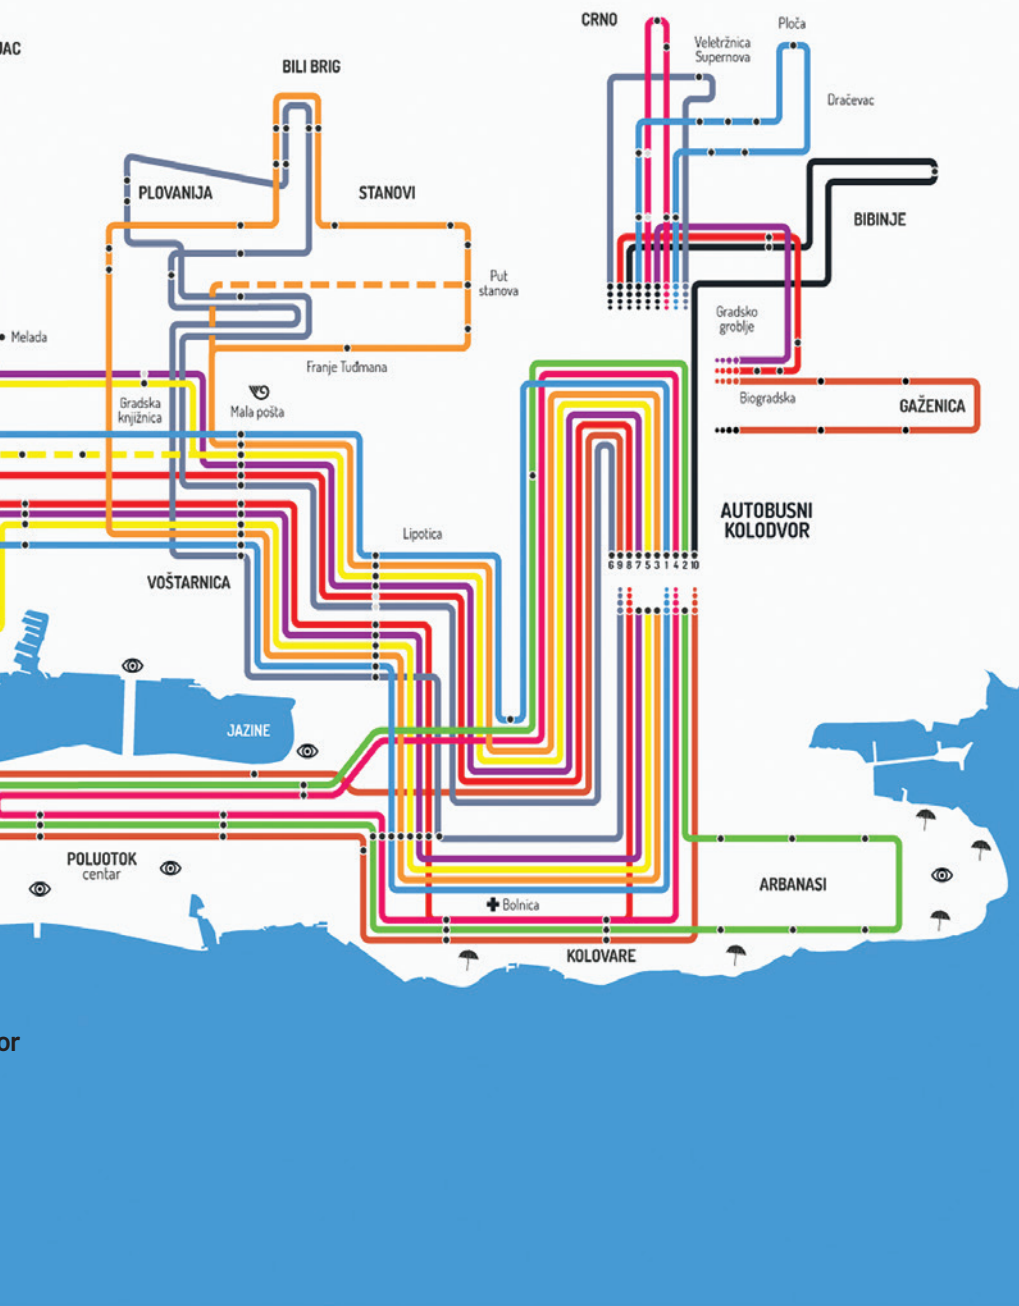 CRNO
Ploča
JAC
Veletržnica
Supernova
BILI BRIG
Dračevac
PLOVANIJA
STANOVI
BIBINJE
Put
stanova
Gradsko
groblje
Melada
Franje Tuđmana
Gradska
knjižnica
Mala pošta
Biogradska
GAŽENICA
AUTOBUSNI
KOLODVOR
Lipotica
6 9 8 7 5 3 1 4 2 10
VOŠTARNICA
JAZINE
POLUOTOK
centar
ARBANASI
Bolnica
KOLOVARE
or